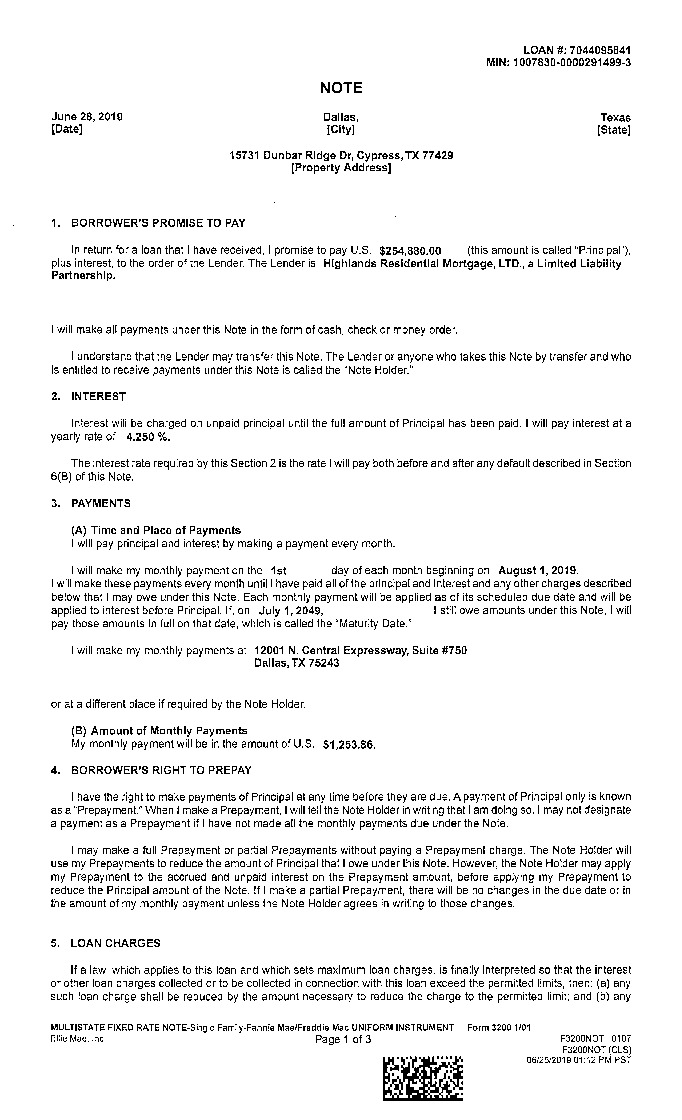 LOAN #: 7044095841
MIN: 1007830-0000291499-3
NOTE
June 28, 2019 Dallas, Texas
[Date] [City] [State]
15731 Dunbar Ridge Dr, Cypress, TX 77429
[Property Address]
1. BORROWER'S PROMISE TO PAY
In return for a loan that I have received, I promise to pay U.S. $254,880.00 (this amount is called "Principal"),
plus interest, to the order of the Lender. The Lender is Highlands Residential Mortgage, LTD., a Limited Liability
Partnership.
I will make all payments under this Note in the form of cash, check or money order.
I understand that the Lender may transfer this Note. The Lender or anyone who takes this Note by transfer and who
is entitled to receive payments under this Note is called the "Note Holder."
2. INTEREST
Interest will be charged on unpaid principal until the full amount of Principal has been paid. I will pay interest at a
yearly rate of 4.250 %.
The interest rate required by this Section 2 is the rate I will pay both before and after any default described in Section
6(B) of this Note.
3. PAYMENTS
(A) Time and Place of Payments
I will pay principal and interest by making a payment every month.
I will make my monthly payment on the 1st day of each month beginning on August 1, 2019.
I will make these payments every month until I have paid all of the principal and interest and any other charges described
below that I may owe under this Note. Each monthly payment will be applied as of its scheduled due date and will be
applied to interest before Principal. If, on July 1, 2049, I still owe amounts under this Note, I will
pay those amounts in full on that date, which is called the "Maturity Date."
I will make my monthly payments at 12001 N. Central Expressway, Suite #750
Dallas, TX 75243
or at a different place if required by the Note Holder.
(B) Amount of Monthly Payments
My monthly payment will be in the amount of U.S. $1,253.86.
4. BORROWER'S RIGHT TO PREPAY
I have the right to make payments of Principal at any time before they are due. A payment of Principal only is known
as a "Prepayment." When I make a Prepayment, I will tell the Note Holder in writing that I am doing so. I may not designate
a payment as a Prepayment if I have not made all the monthly payments due under the Note.
I may make a full Prepayment or partial Prepayments without paying a Prepayment charge. The Note Holder will
use my Prepayments to reduce the amount of Principal that I owe under this Note. However, the Note Holder may apply
my Prepayment to the accrued and unpaid interest on the Prepayment amount, before applying my Prepayment to
reduce the Principal amount of the Note. If I make a partial Prepayment, there will be no changes in the due date or in
the amount of my monthly payment unless the Note Holder agrees in writing to those changes.
5. LOAN CHARGES
If a law, which applies to this loan and which sets maximum loan charges, is finally interpreted so that the interest
or other loan charges collected or to be collected in connection with this loan exceed the permitted limits, then: (a) any
such loan charge shall be reduced by the amount necessary to reduce the charge to the permitted limit; and (b) any
MULTISTATE FIXED RATE NOTE-Single Family-Fannie Mae/Freddie Mac UNIFORM INSTRUMENT Form 3200 1/01
Ellie Mae, Inc. Page 1 of 3 F3200NOT 0107
F3200NOT (CLS)
06/25/2019 01:12 PM PST